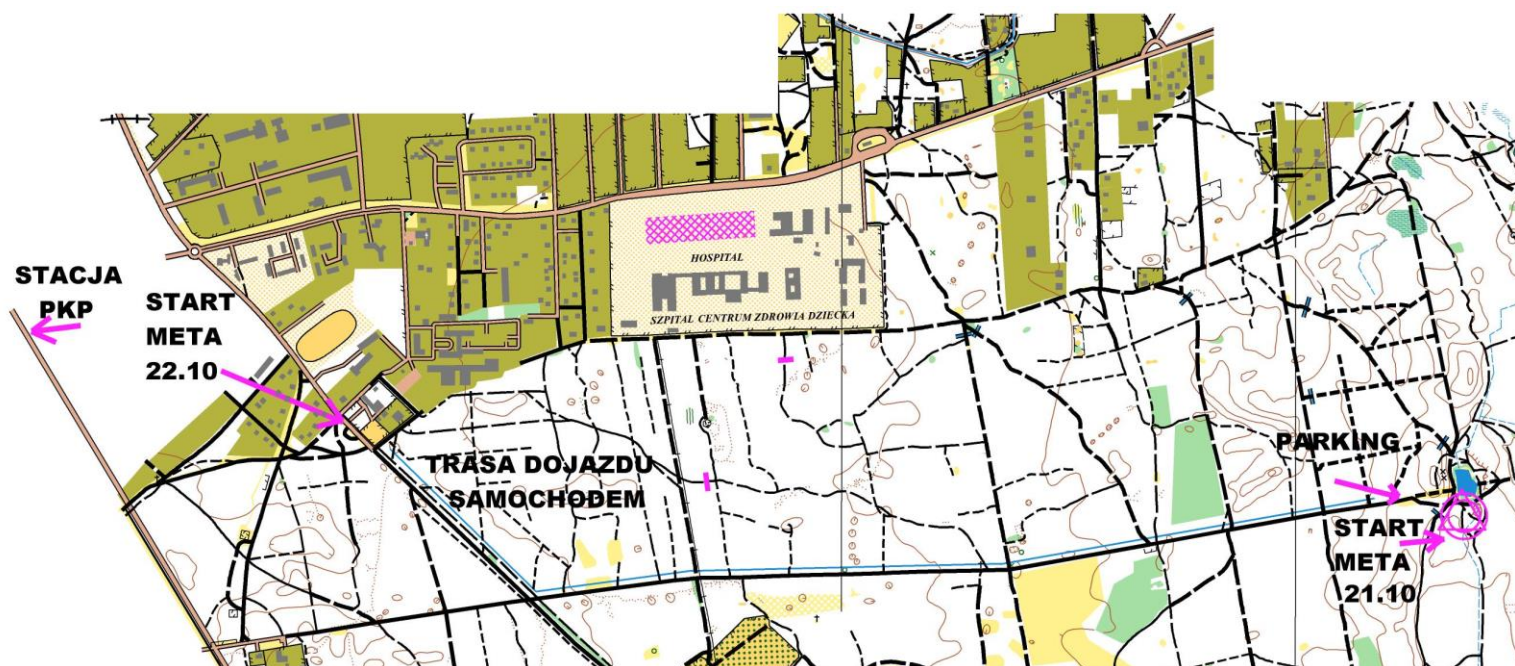 STACJA
PKP
START
META
22.10
HOSPITAL
SZPITAL CENTRUM ZDROWIA DZIECKA
TRASA DOJAZDU
SAMOCHODEM
PARKING
START
META
21.10